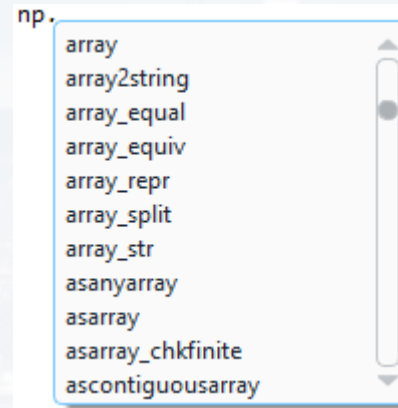 np.
array
array2string
array_equal
array_equiv
array_repr
array_split
array_str
asanyarray
asarray
asarray_chkfinite
ascontiguousarray